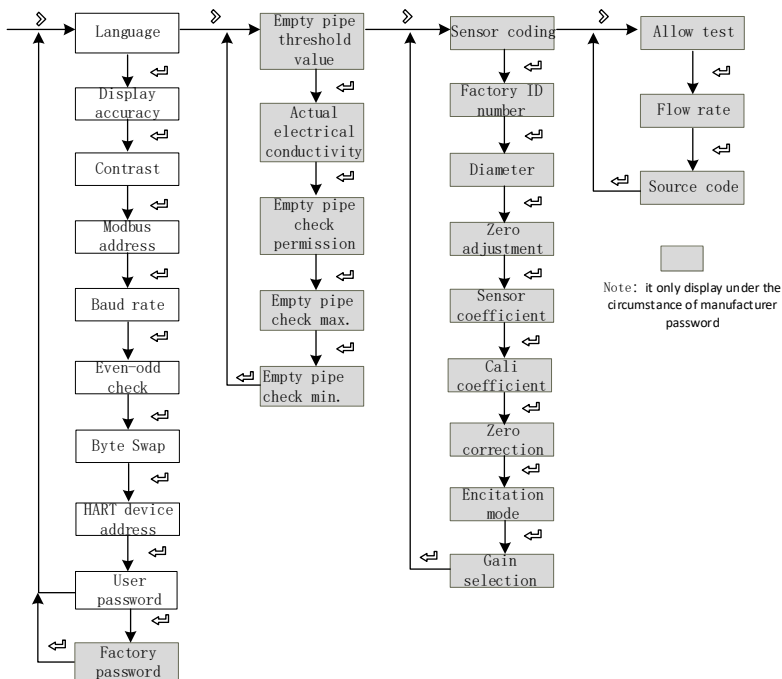 Language
Display
accuracy
Contrast
Modbus
address
Baud rate
Even-odd
check
Byte Swap
HART device
address
User
password
Factory
password
Empty pipe
threshold
value
Actual
electrical
conductivity
Empty pipe
check
permission
Empty pipe
check max.
Empty pipe
check min.
Sensor coding
Factory ID
number
Diameter
Zero
adjustment
Sensor
coefficient
Cali
coefficient
Zero
correction
Encitation
mode
Gain
selection
Allow test
Flow rate
Source code
Note: it only display under the
circumstance of manufacturer
password